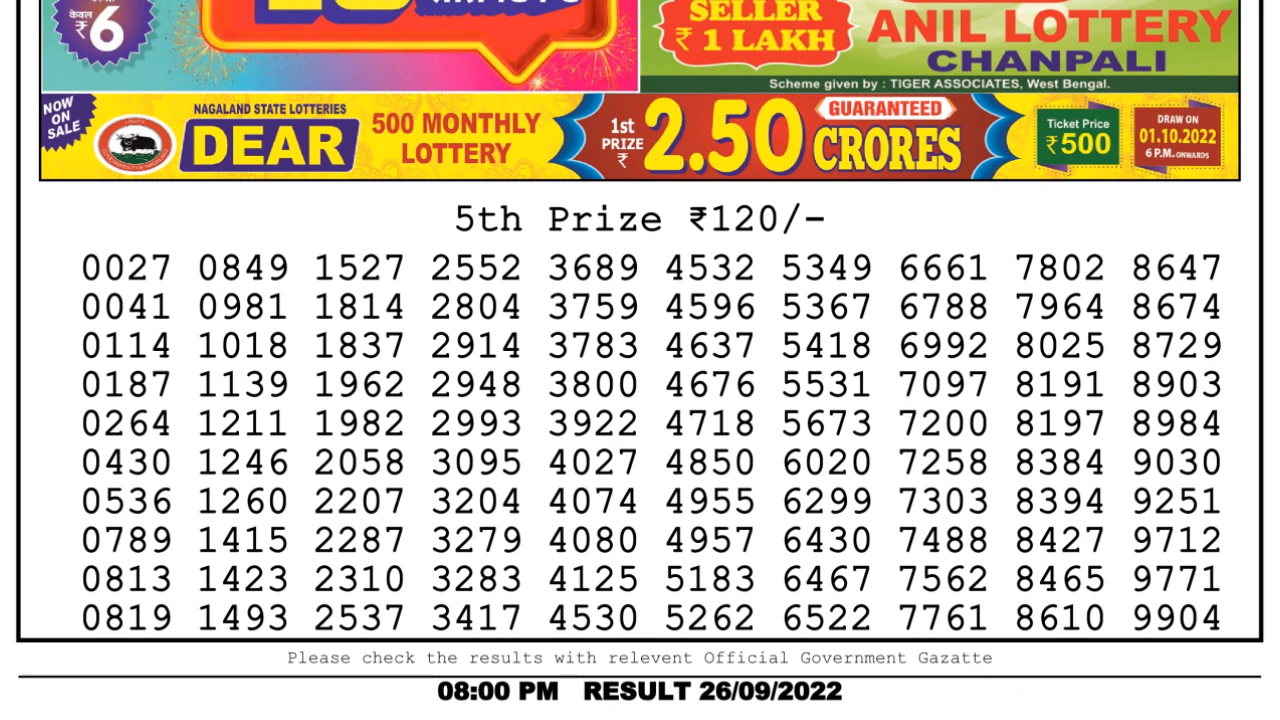 केवल
₹6
SELLER
₹ 1 LAKH
ANIL LOTTERY
CHANPALI
Scheme given by : TIGER ASSOCIATES, West Bengal.
NOW
ON
SALE
NAGALAND STATE LOTTERIES
DEAR
500 MONTHLY
LOTTERY
1st
PRIZE
₹
2.50
GUARANTEED
CRORES
Ticket Price
₹500
DRAW ON
01.10.2022
6 P.M. ONWARDS
5th Prize ₹120/-
0027 0849 1527 2552 3689 4532 5349 6661 7802 8647
0041 0981 1814 2804 3759 4596 5367 6788 7964 8674
0114 1018 1837 2914 3783 4637 5418 6992 8025 8729
0187 1139 1962 2948 3800 4676 5531 7097 8191 8903
0264 1211 1982 2993 3922 4718 5673 7200 8197 8984
0430 1246 2058 3095 4027 4850 6020 7258 8384 9030
0536 1260 2207 3204 4074 4955 6299 7303 8394 9251
0789 1415 2287 3279 4080 4957 6430 7488 8427 9712
0813 1423 2310 3283 4125 5183 6467 7562 8465 9771
0819 1493 2537 3417 4530 5262 6522 7761 8610 9904
Please check the results with relevent Official Government Gazatte
08:00 PM RESULT 26/09/2022